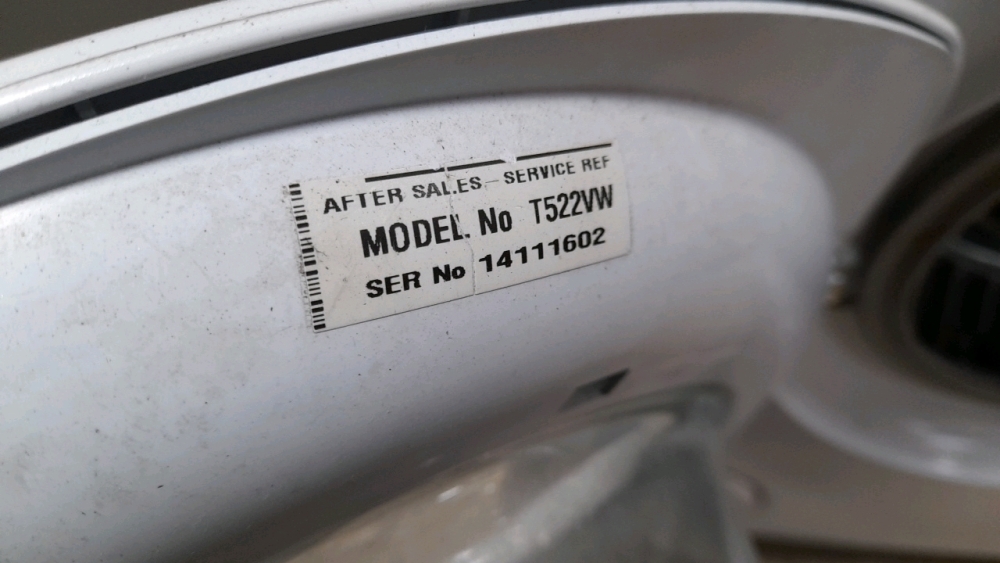 AFTER SALES - SERVICE REF
MODEL No T522VW
SER No 14111602